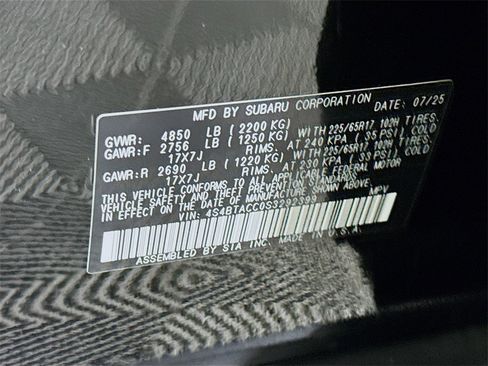 MFD BY SUBARU CORPORATION DATE: 07/25
GVWR: 4850 LB (2200 KG)
GAWR:F 2756 LB (1250 KG) WITH 225/65R17 102H TIRES,
17X7J RIMS, AT 240 KPA (35 PSI) COLD
GAWR:R 2690 LB (1220 KG) WITH 225/65R17 102H TIRES,
17X7J RIMS, AT 230 KPA (33 PSI) COLD
THIS VEHICLE CONFORMS TO ALL APPLICABLE FEDERAL MOTOR
VEHICLE SAFETY, BUMPER, AND THEFT PREVENTION STANDARDS
IN EFFECT ON THE DATE OF MANUFACTURE SHOWN ABOVE.
VIN: 4S4BTACC0S3292399 MPV
ASSEMBLED BY SIA INC. MADE IN U.S.A.